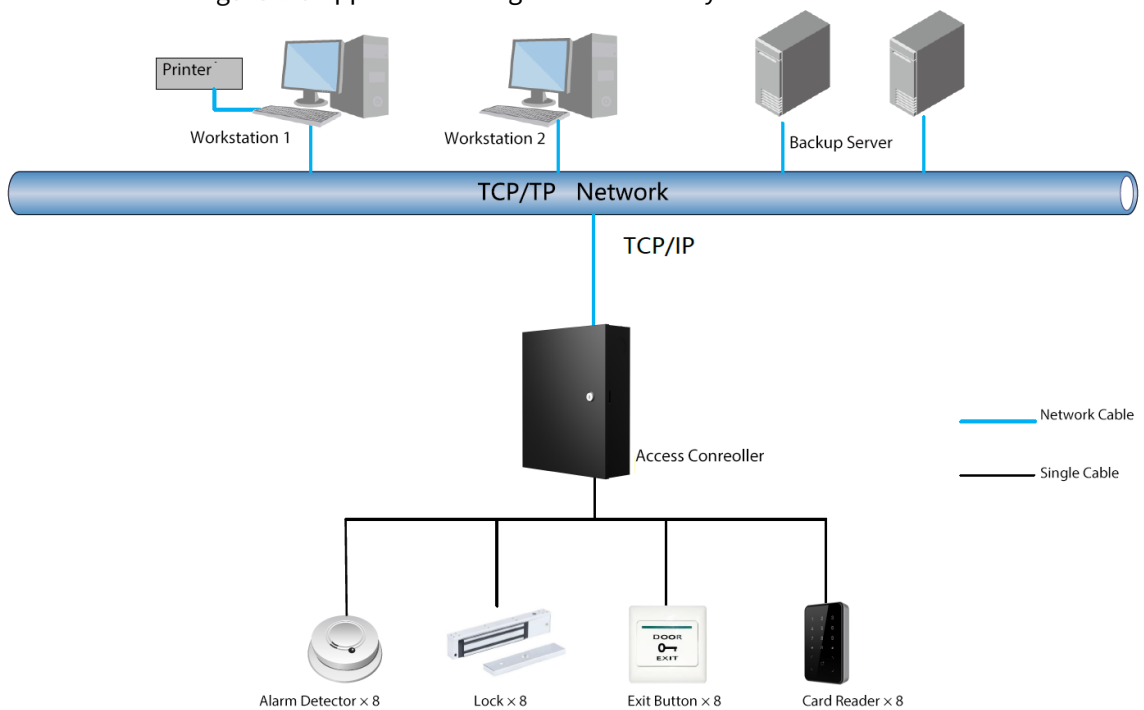 Printer
Workstation 1
Workstation 2
Backup Server
TCP/TP Network
TCP/IP
Access Conreoller
Network Cable
Single Cable
DOOR
EXIT
Alarm Detector × 8
Lock × 8
Exit Button × 8
Card Reader × 8